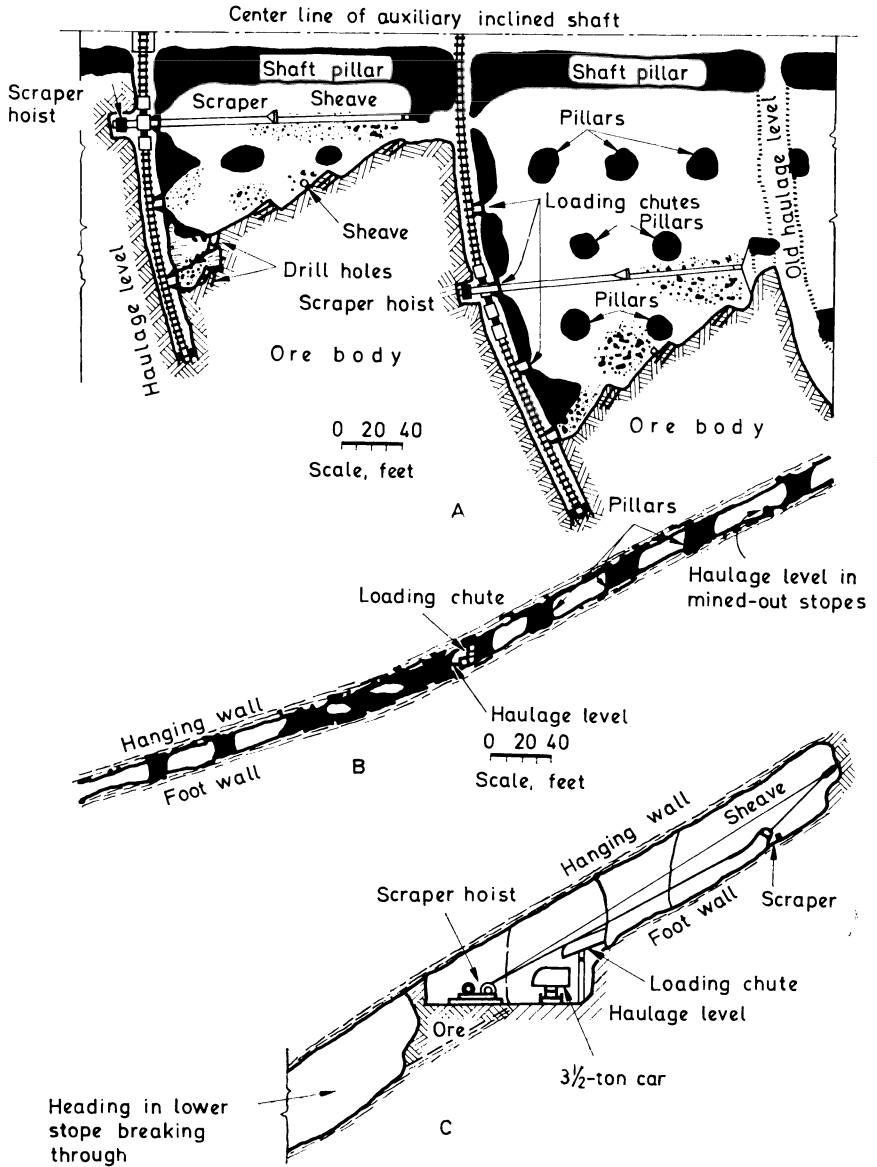 Center line of auxiliary inclined shaft
Shaft pillar
Shaft pillar
Scraper
hoist
Scraper
Sheave
Pillars
Old haulage level
Loading chutes
Pillars
Sheave
Drill holes
Scraper hoist
Pillars
Haulage level
Ore body
Ore body
0 20 40
Scale, feet
A
Pillars
Haulage level in
mined-out stopes
Loading chute
Hanging wall
Haulage level
0 20 40
Scale, feet
Foot wall
B
Sheave
Hanging wall
Scraper hoist
Scraper
Foot wall
Loading chute
Haulage level
Ore
3½-ton car
Heading in lower
stope breaking
through
C